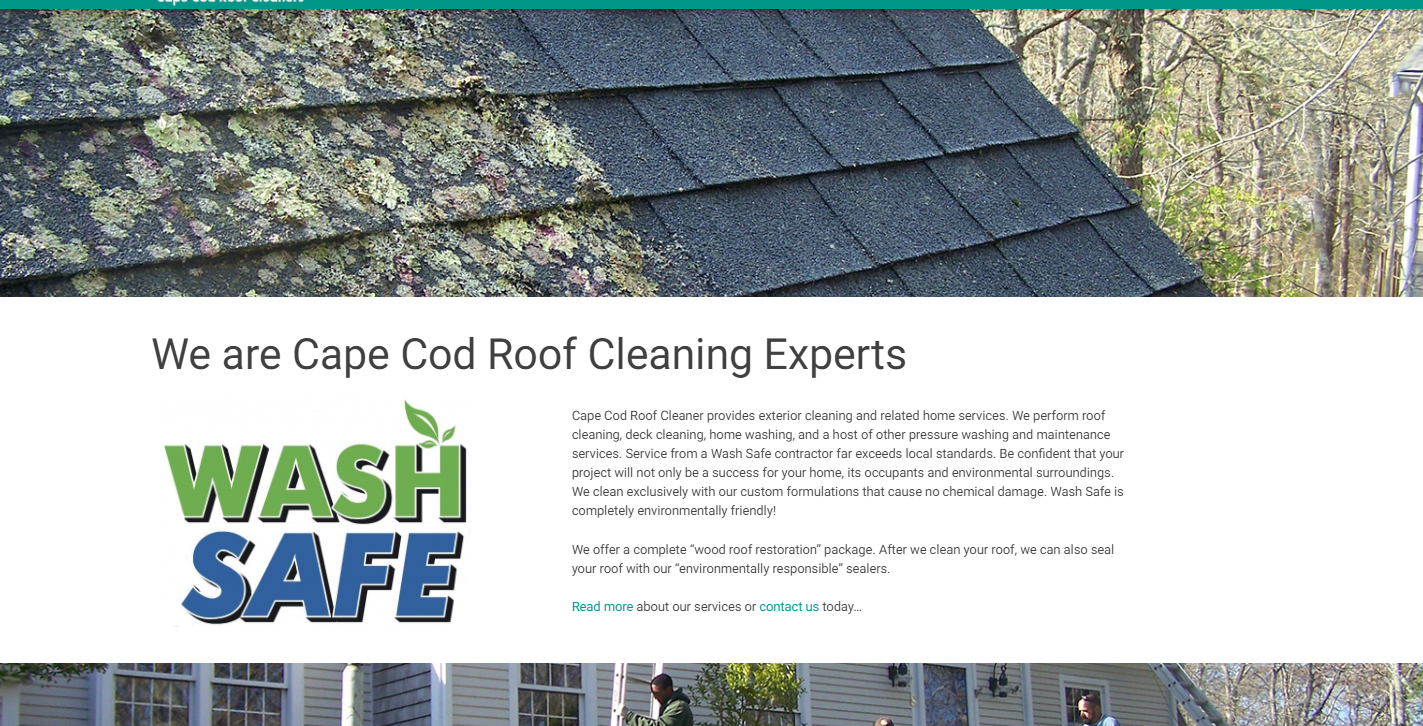 Cape Cod Roof Cleaners
We are Cape Cod Roof Cleaning Experts
WASH
SAFE
Cape Cod Roof Cleaner provides exterior cleaning and related home services. We perform roof
cleaning, deck cleaning, home washing, and a host of other pressure washing and maintenance
services. Service from a Wash Safe contractor far exceeds local standards. Be confident that your
project will not only be a success for your home, its occupants and environmental surroundings.
We clean exclusively with our custom formulations that cause no chemical damage. Wash Safe is
completely environmentally friendly!
We offer a complete “wood roof restoration” package. After we clean your roof, we can also seal
your roof with our “environmentally responsible” sealers.
Read more about our services or contact us today…